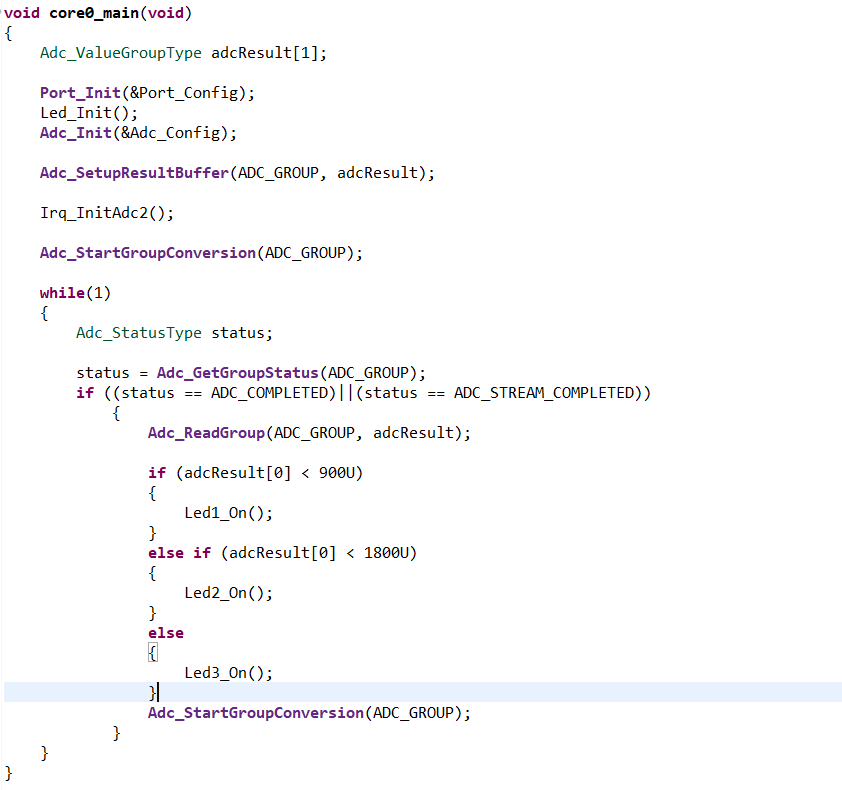 void core0_main(void)
{
    Adc_ValueGroupType adcResult[1];

    Port_Init(&Port_Config);
    Led_Init();
    Adc_Init(&Adc_Config);

    Adc_SetupResultBuffer(ADC_GROUP, adcResult);

    Irq_InitAdc2();

    Adc_StartGroupConversion(ADC_GROUP);

    while(1)
    {
        Adc_StatusType status;

        status = Adc_GetGroupStatus(ADC_GROUP);
        if ((status == ADC_COMPLETED)||(status == ADC_STREAM_COMPLETED))
            {
                Adc_ReadGroup(ADC_GROUP, adcResult);

                if (adcResult[0] < 900U)
                {
                    Led1_On();
                }
                else if (adcResult[0] < 1800U)
                {
                    Led2_On();
                }
                else
                {
                    Led3_On();
                }
                Adc_StartGroupConversion(ADC_GROUP);
            }
    }
}